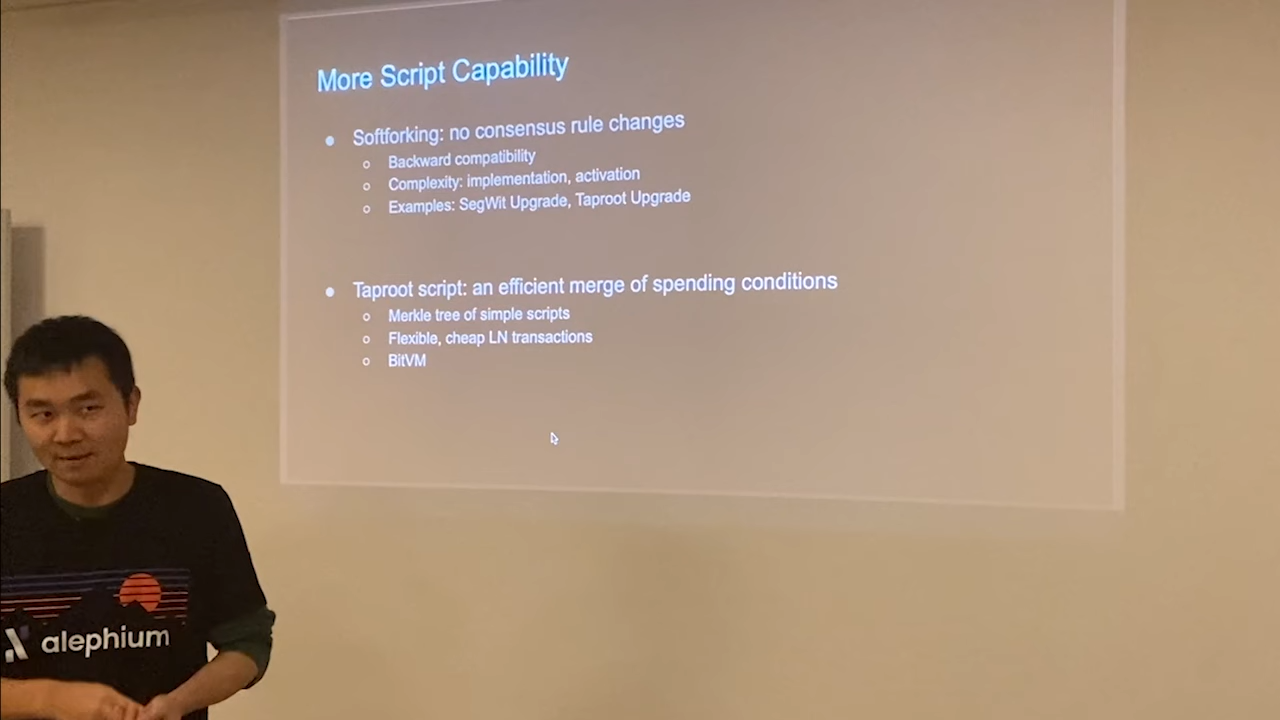 More Script Capability
● Softforking: no consensus rule changes
○ Backward compatibility
○ Complexity: implementation, activation
○ Examples: SegWit Upgrade, Taproot Upgrade
● Taproot script: an efficient merge of spending conditions
○ Merkle tree of simple scripts
○ Flexible, cheap LN transactions
○ BitVM
alephium